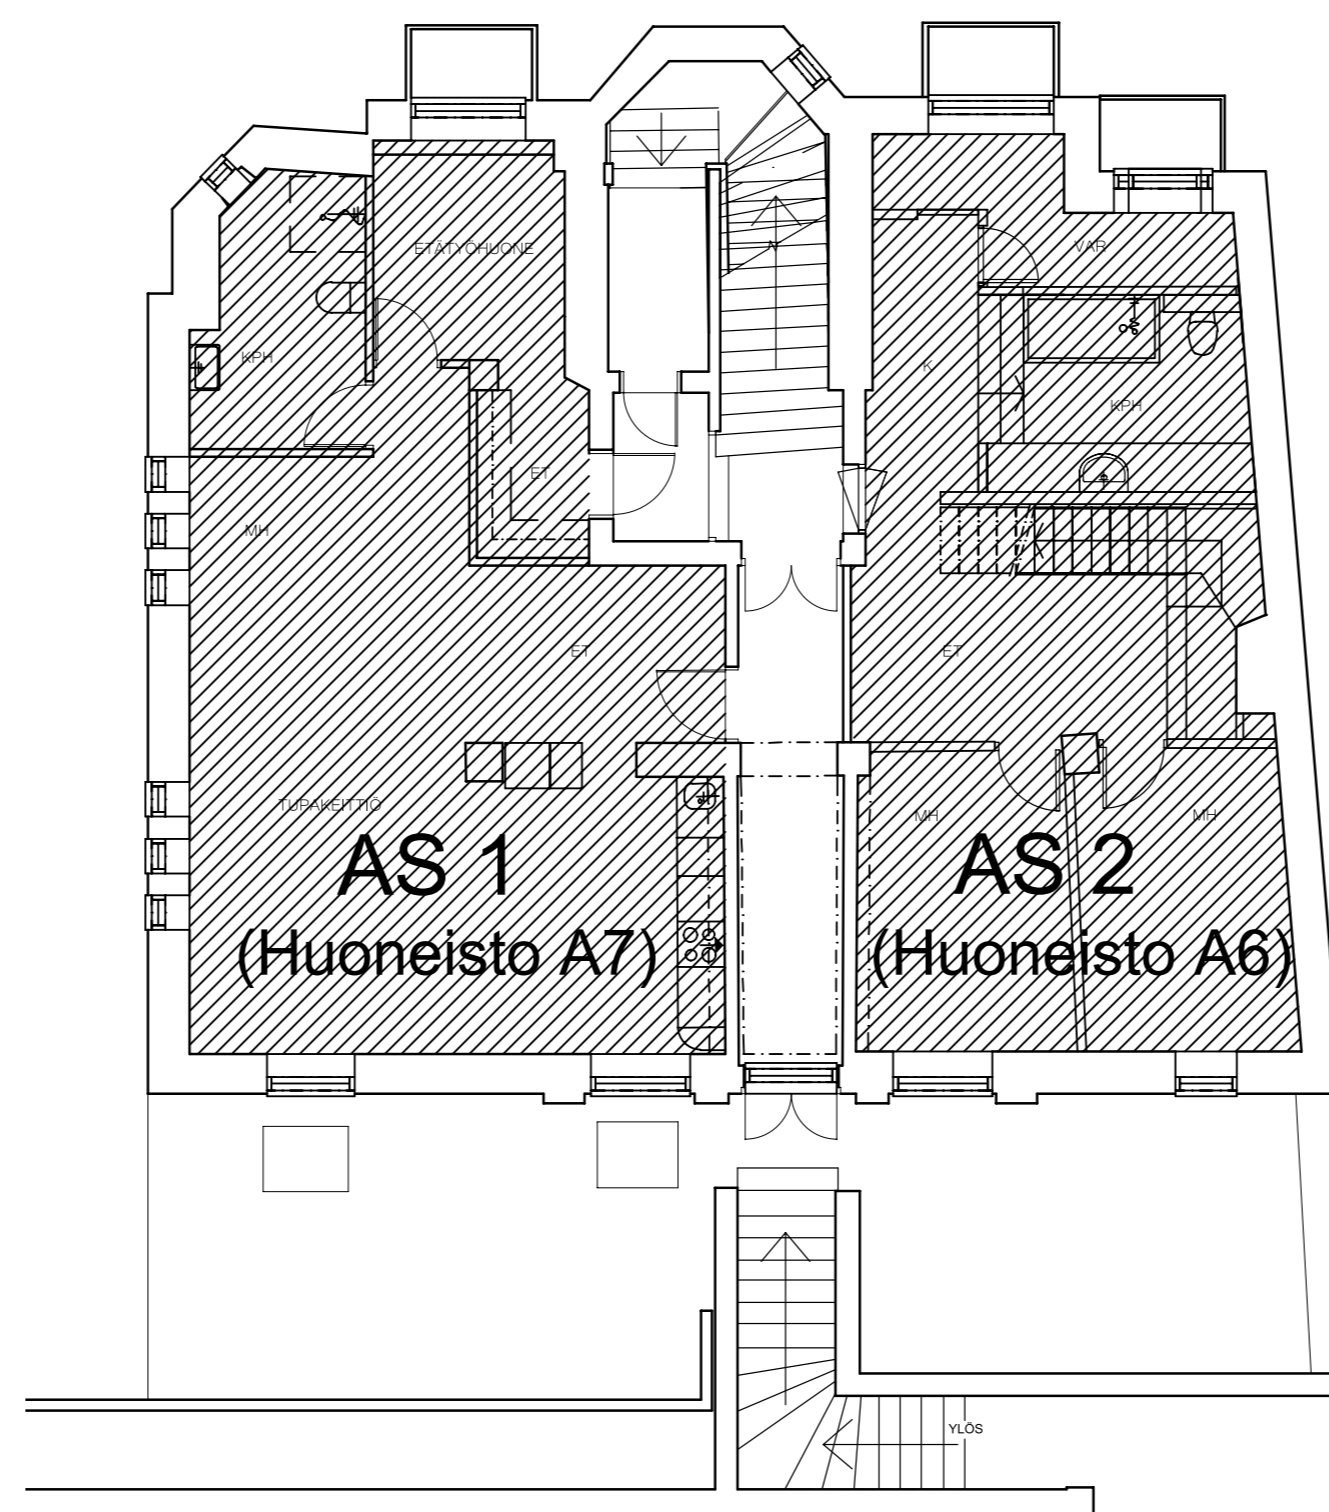 ETÄTYÖHUONE
VAR
KPH
K
KPH
ET
MH
ET
ET
TUPAKEITTIÖ
MH
MH
AS 1
(Huoneisto A7)
AS 2
(Huoneisto A6)
YLÖS